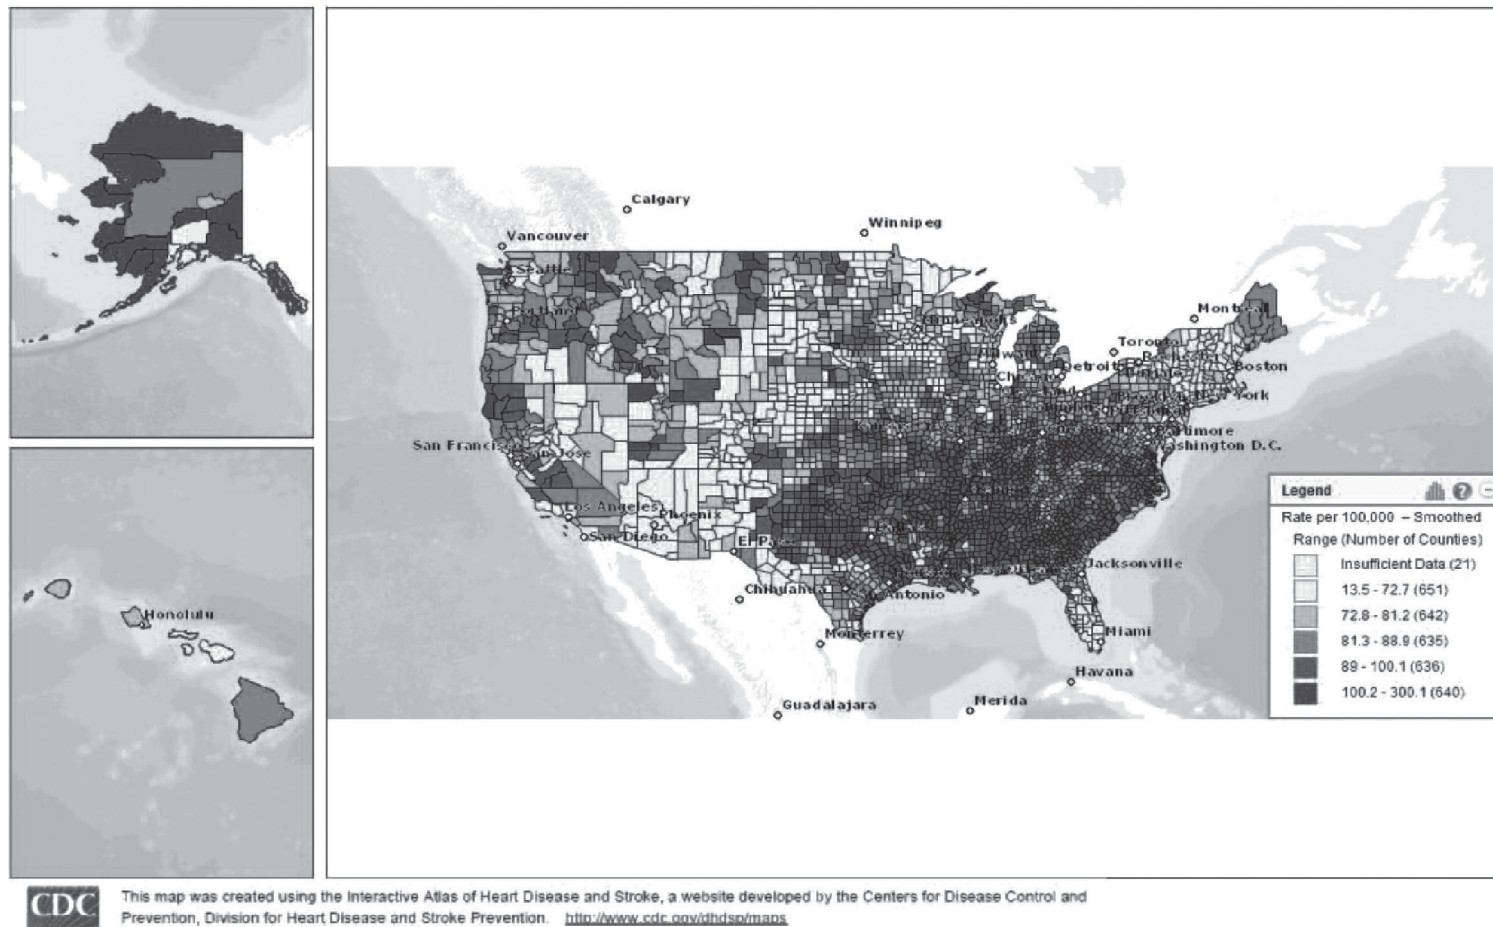 Calgary
Winnipeg
Vancouver
Seattle
Portland
Montreal
Minneapolis
Toronto
Detroit
Boston
New York
San Francisco
San Jose
Washington D.C.
Los Angeles
Phoenix
San Diego
El Paso
Jacksonville
Chihuahua
Antonio
Honolulu
Monterrey
Miami
Havana
Guadalajara
Merida
Legend
Rate per 100,000 – Smoothed
Range (Number of Counties)
Insufficient Data (21)
13.5 - 72.7 (651)
72.8 - 81.2 (642)
81.3 - 88.9 (635)
89 - 100.1 (636)
100.2 - 300.1 (640)
CDC
This map was created using the Interactive Atlas of Heart Disease and Stroke, a website developed by the Centers for Disease Control and
Prevention, Division for Heart Disease and Stroke Prevention. http://www.cdc.gov/dhdsp/maps